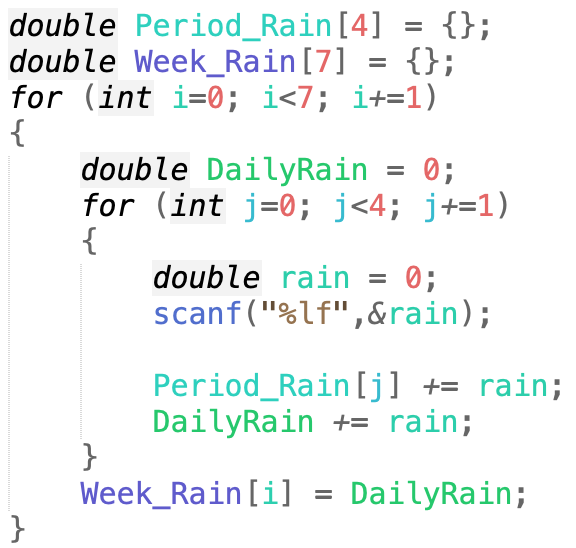 double Period_Rain[4] = {};
double Week_Rain[7] = {};
for (int i=0; i<7; i+=1)
{
    double DailyRain = 0;
    for (int j=0; j<4; j+=1)
    {
        double rain = 0;
        scanf("%lf",&rain);

        Period_Rain[j] += rain;
        DailyRain += rain;
    }
    Week_Rain[i] = DailyRain;
}